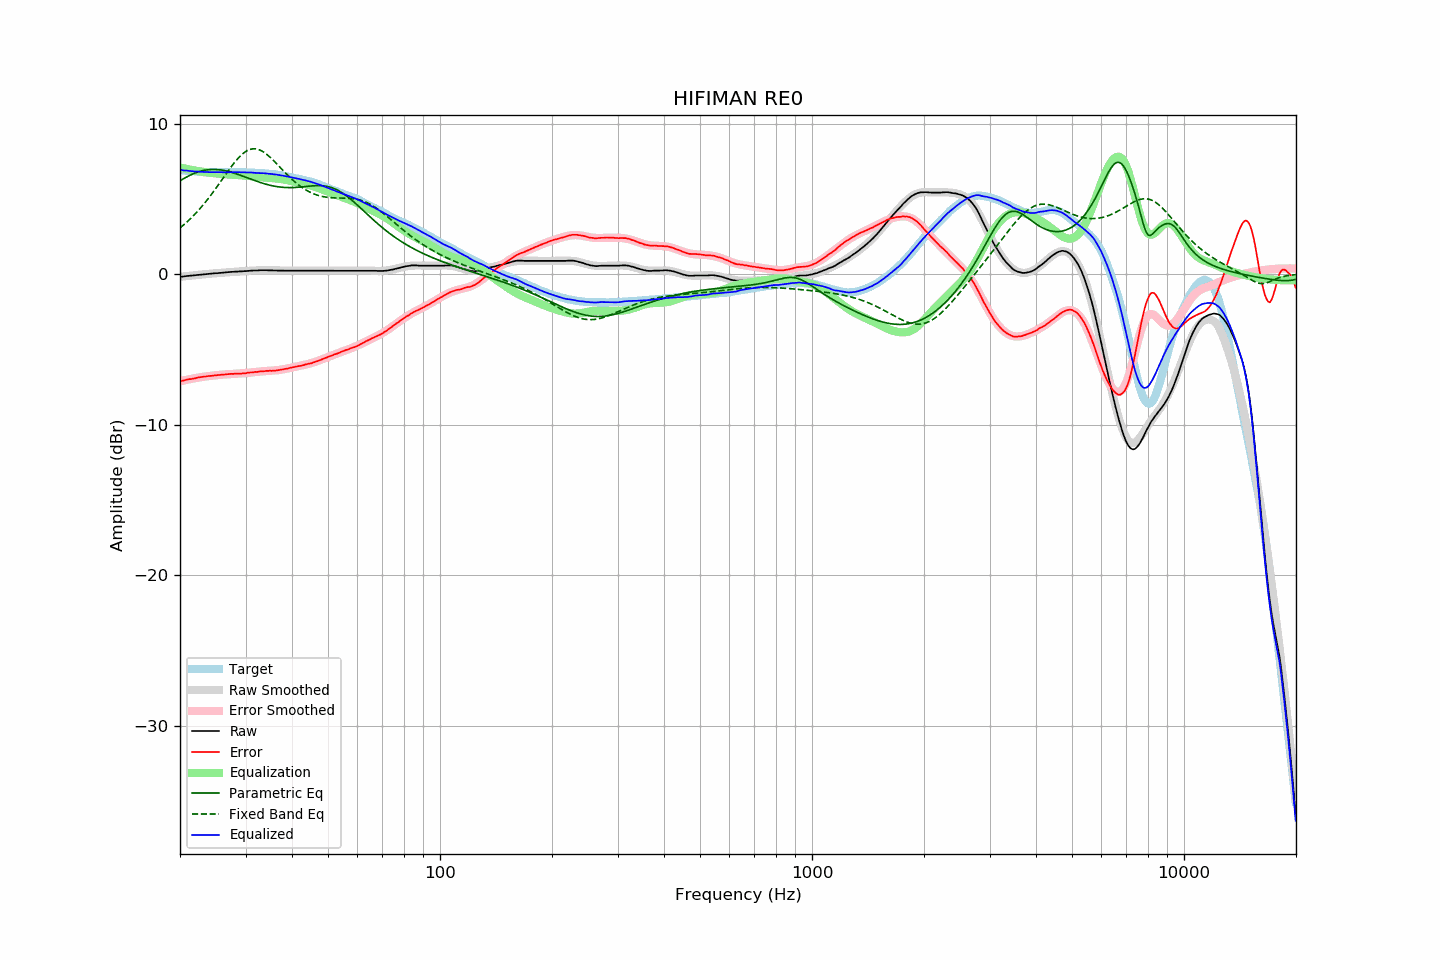 HIFIMAN RE0
10
0
−10
−20
−30
Amplitude (dBr)
100
1000
10000
Frequency (Hz)
Target
Raw Smoothed
Error Smoothed
Raw
Error
Equalization
Parametric Eq
Fixed Band Eq
Equalized